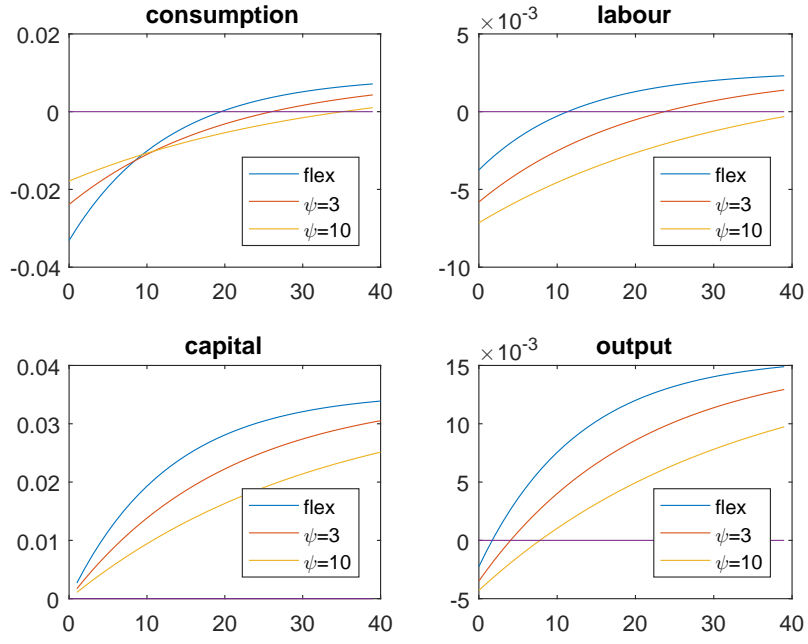 consumption
0.02
0
-0.02
-0.04
0 10 20 30 40
flex
ψ=3
ψ=10
labour
×10⁻³
5
0
-5
-10
0 10 20 30 40
flex
ψ=3
ψ=10
capital
0.04
0.03
0.02
0.01
0
0 10 20 30 40
flex
ψ=3
ψ=10
output
×10⁻³
15
10
5
0
-5
0 10 20 30 40
flex
ψ=3
ψ=10